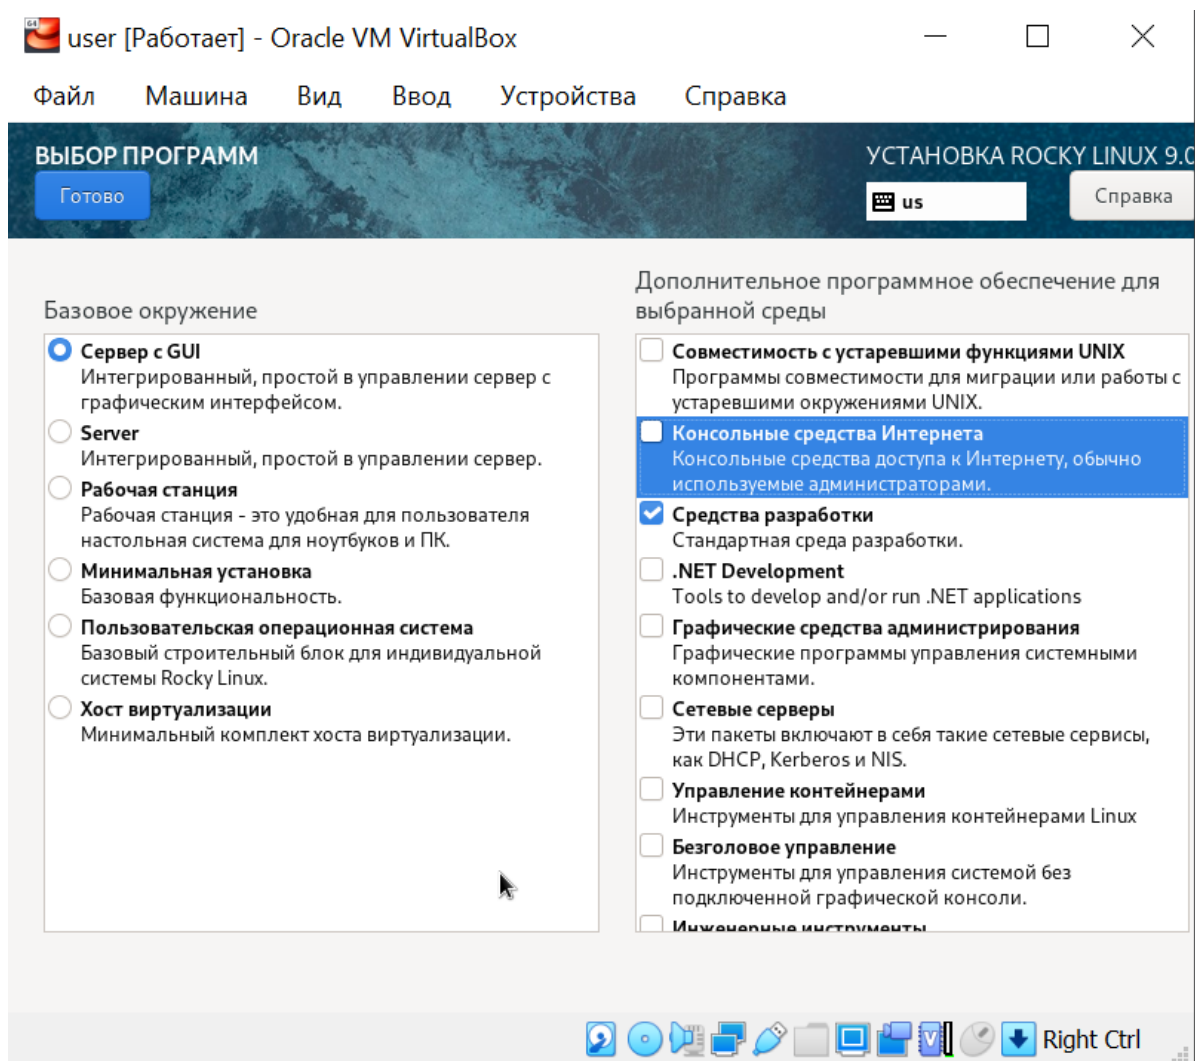 64
user [Работает] - Oracle VM VirtualBox
Файл Машина Вид Ввод Устройства Справка
ВЫБОР ПРОГРАММ
Готово
УСТАНОВКА ROCKY LINUX 9.0
us
Справка
Базовое окружение
Сервер с GUI
Интегрированный, простой в управлении сервер с
графическим интерфейсом.
Server
Интегрированный, простой в управлении сервер.
Рабочая станция
Рабочая станция - это удобная для пользователя
настольная система для ноутбуков и ПК.
Минимальная установка
Базовая функциональность.
Пользовательская операционная система
Базовый строительный блок для индивидуальной
системы Rocky Linux.
Хост виртуализации
Минимальный комплект хоста виртуализации.
Дополнительное программное обеспечение для
выбранной среды
Совместимость с устаревшими функциями UNIX
Программы совместимости для миграции или работы с
устаревшими окружениями UNIX.
Консольные средства Интернета
Консольные средства доступа к Интернету, обычно
используемые администраторами.
Средства разработки
Стандартная среда разработки.
.NET Development
Tools to develop and/or run .NET applications
Графические средства администрирования
Графические программы управления системными
компонентами.
Сетевые серверы
Эти пакеты включают в себя такие сетевые сервисы,
как DHCP, Kerberos и NIS.
Управление контейнерами
Инструменты для управления контейнерами Linux
Безголовое управление
Инструменты для управления системой без
подключенной графической консоли.
Инженерные инструменты
V
Right Ctrl